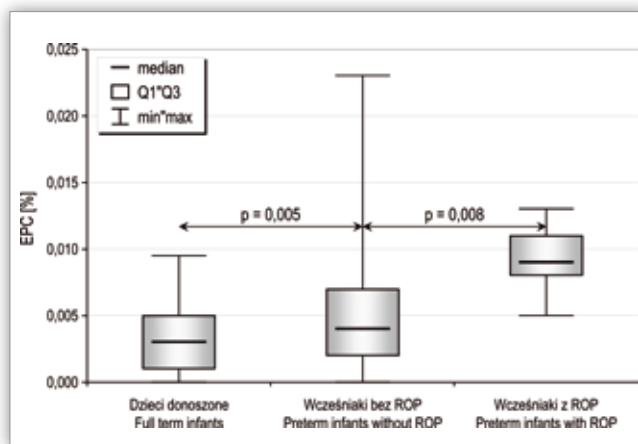 0,025
0,020
0,015
0,010
0,005
0,000
EPC [%]
median
Q1"Q3
min"max
p = 0,005
p = 0,008
Dzieci donoszone
Full term infants
Wcześniaki bez ROP
Preterm infants without ROP
Wcześniaki z ROP
Preterm infants with ROP